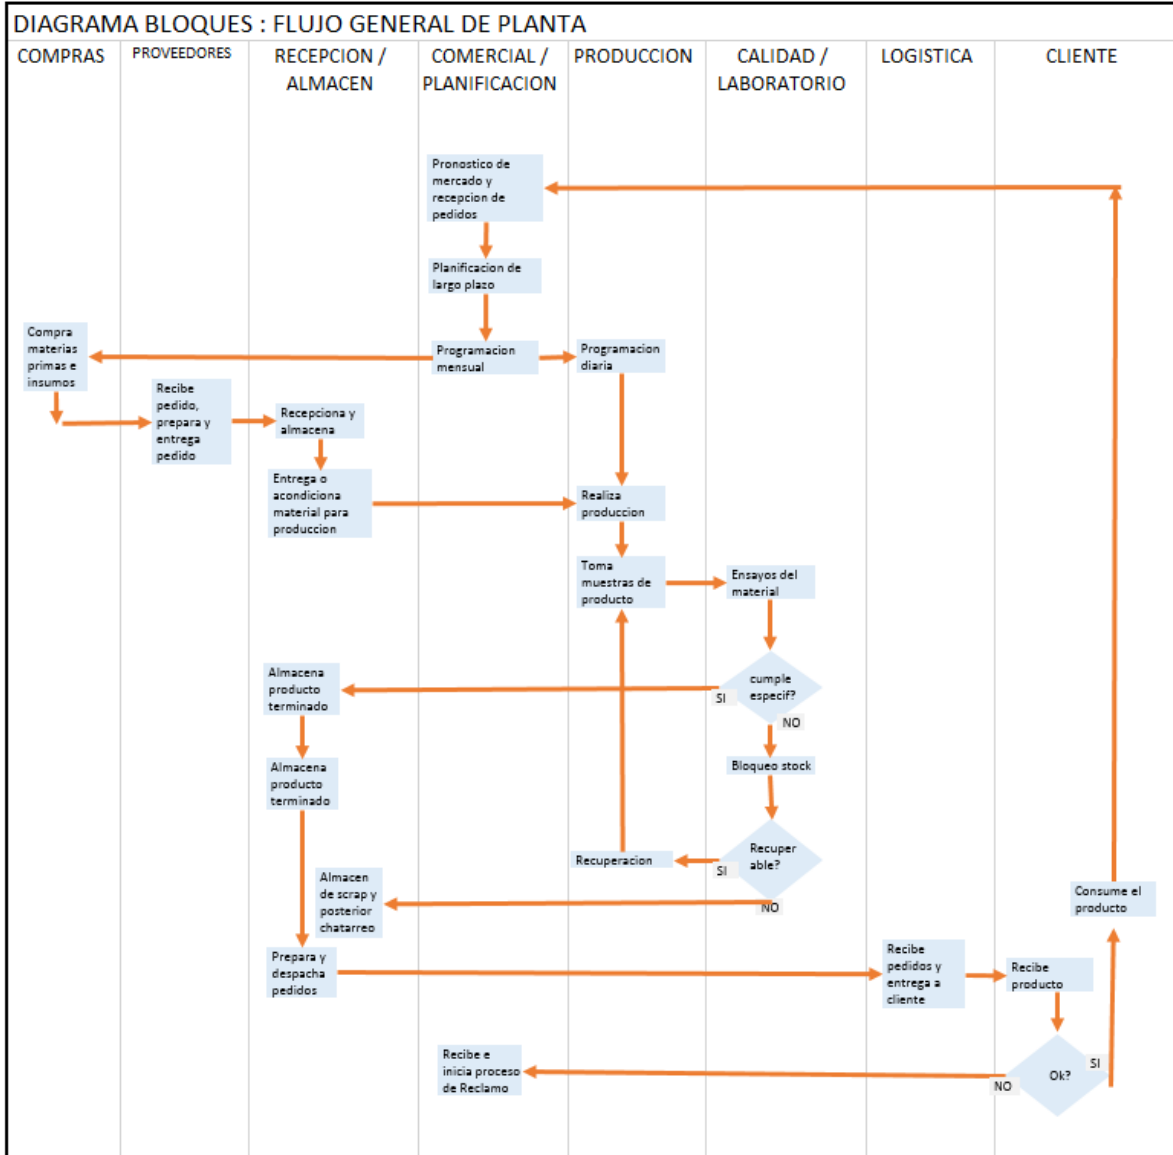 DIAGRAMA BLOQUES : FLUJO GENERAL DE PLANTA
COMPRAS
PROVEEDORES
RECEPCION /
ALMACEN
COMERCIAL /
PLANIFICACION
PRODUCCION
CALIDAD /
LABORATORIO
LOGISTICA
CLIENTE
Pronostico de
mercado y
recepcion de
pedidos
Planificacion de
largo plazo
Compra
materias
primas e
insumos
Programacion
mensual
Programacion
diaria
Recibe
pedido,
prepara y
entrega
pedido
Recepciona y
almacena
Entrega o
acondiciona
material para
produccion
Realiza
produccion
Toma
muestras de
producto
Ensayos del
material
cumple
especif?
SI
NO
Almacena
producto
terminado
Bloqueo stock
Almacena
producto
terminado
Recuper
able?
SI
NO
Recuperacion
Almacen
de scrap y
posterior
chatarreo
Consume el
producto
Prepara y
despacha
pedidos
Recibe
pedidos y
entrega a
cliente
Recibe
producto
Ok?
SI
NO
Recibe e
inicia proceso
de Reclamo